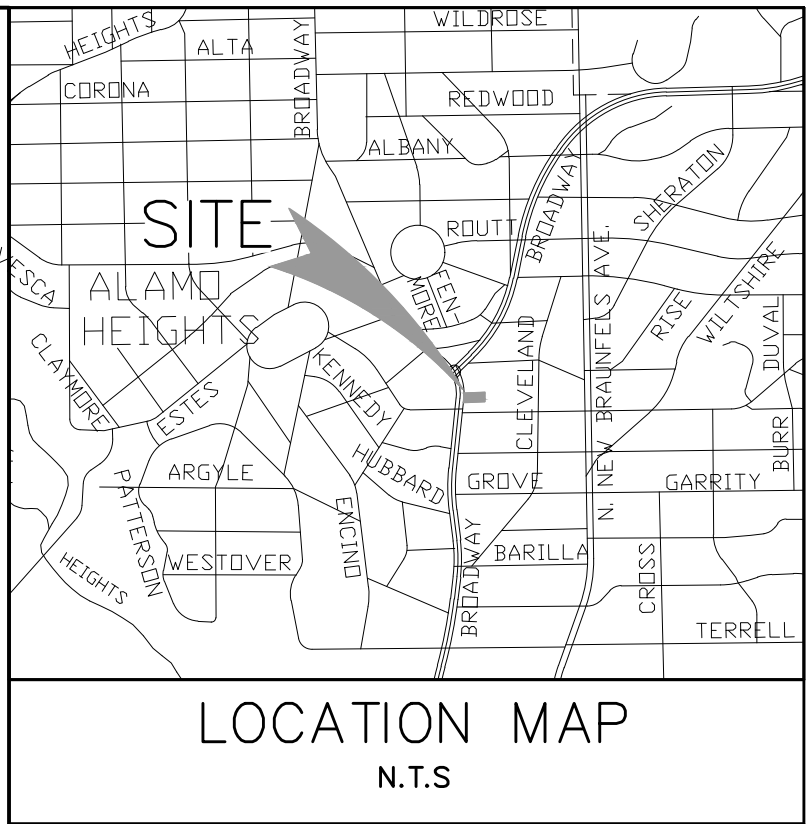 WILDROSE
HEIGHTS
ALTA
BROADWAY
CORONA
REDWOOD
ALBANY
SHERATON
SITE
ROUTT
BROADWAY
ESCA
ALAMO
HEIGHTS
FEN-
MORE
N. NEW BRAUNFELS AVE.
RISE
WILTSHIRE
DUVAL
CLAYMORE
KENNEDY
CLEVELAND
ESTES
BURR
HUBBARD
ARGYLE
GROVE
GARRITY
PATTERSON
ENCINO
WESTOVER
BROADWAY
BARILLA
CROSS
HEIGHTS
TERRELL
LOCATION MAP
N.T.S